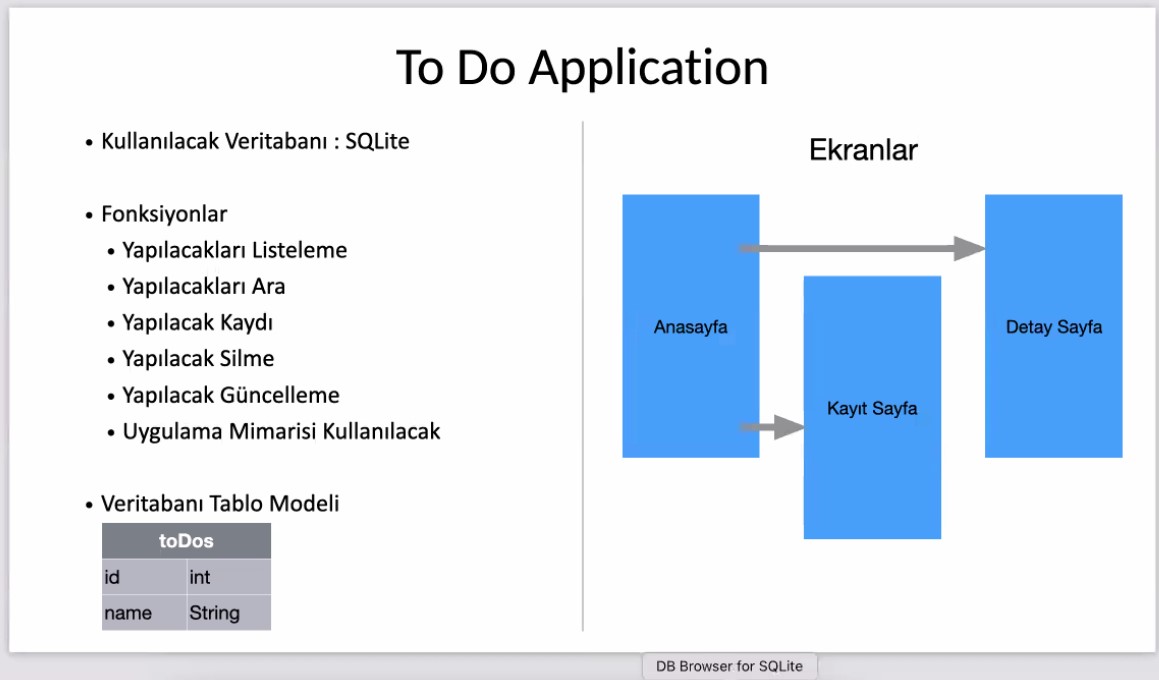 To Do Application
• Kullanılacak Veritabanı : SQLite
• Fonksiyonlar
• Yapılacakları Listeleme
• Yapılacakları Ara
• Yapılacak Kaydı
• Yapılacak Silme
• Yapılacak Güncelleme
• Uygulama Mimarisi Kullanılacak
• Veritabanı Tablo Modeli
toDos
id int
name String
Ekranlar
Anasayfa
Kayıt Sayfa
Detay Sayfa
DB Browser for SQLite